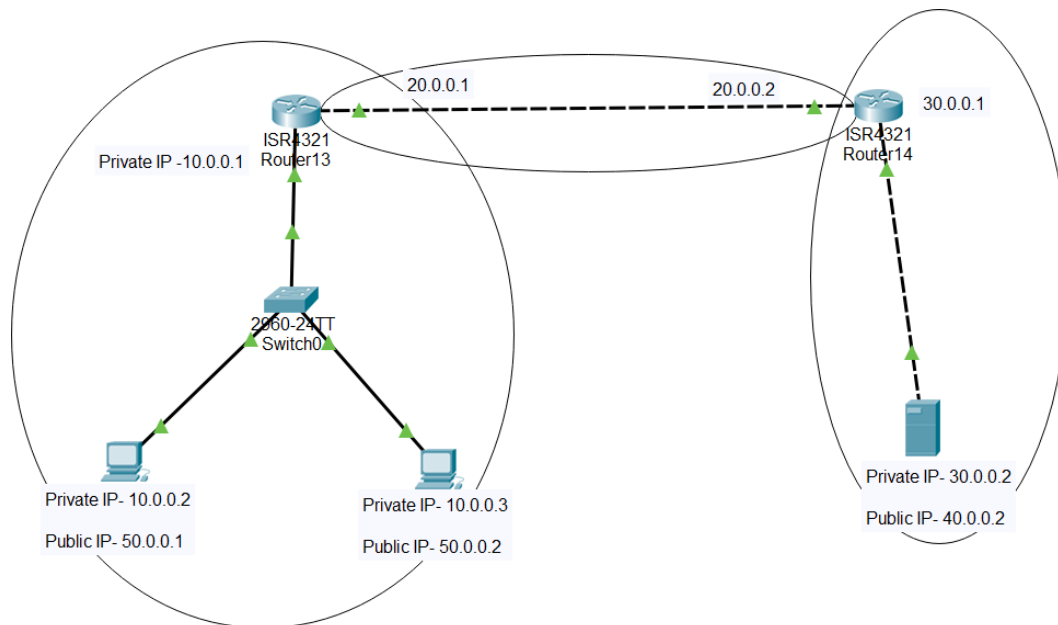 20.0.0.1
20.0.0.2
30.0.0.1
ISR4321
Router13
ISR4321
Router14
Private IP -10.0.0.1
2960-24TT
Switch0
Private IP- 10.0.0.2
Public IP- 50.0.0.1
Private IP- 10.0.0.3
Public IP- 50.0.0.2
Private IP- 30.0.0.2
Public IP- 40.0.0.2